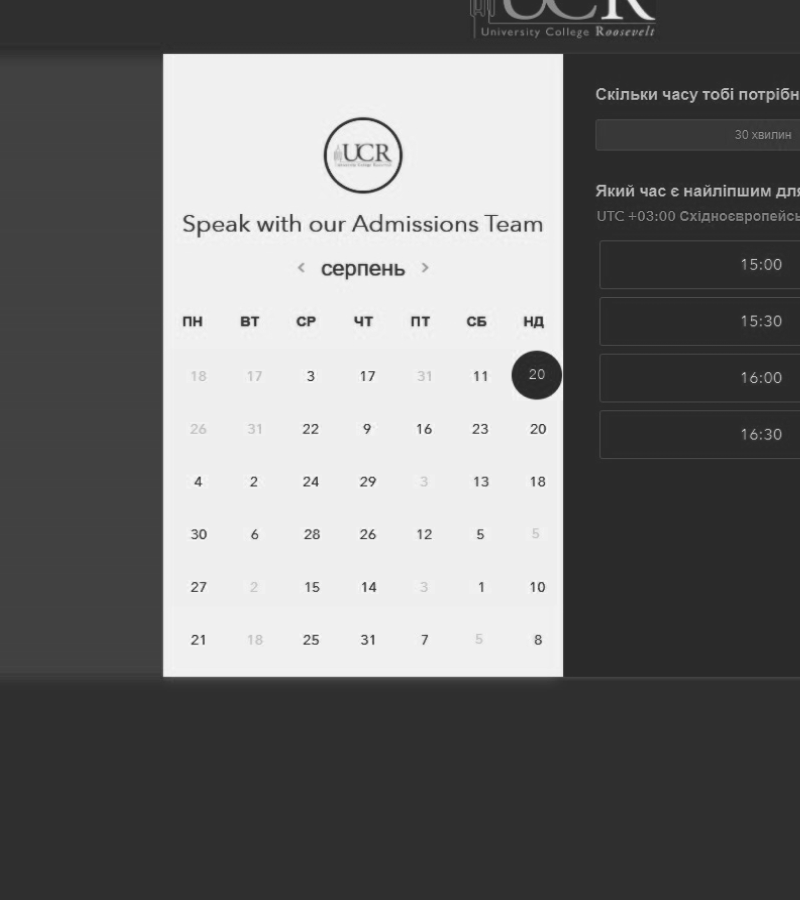 UCR
University College Roosevelt
UCR
Speak with our Admissions Team
< серпень >
ПН ВТ СР ЧТ ПТ СБ НД
18 17 3 17 31 11 20
26 31 22 9 16 23 20
4 2 24 29 3 13 18
30 6 28 26 12 5 5
27 2 15 14 3 1 10
21 18 25 31 7 5 8
Скільки часу тобі потрібн
30 хвилин
Який час є найліпшим для
UTC +03:00 Східноєвропейсь
15:00
15:30
16:00
16:30